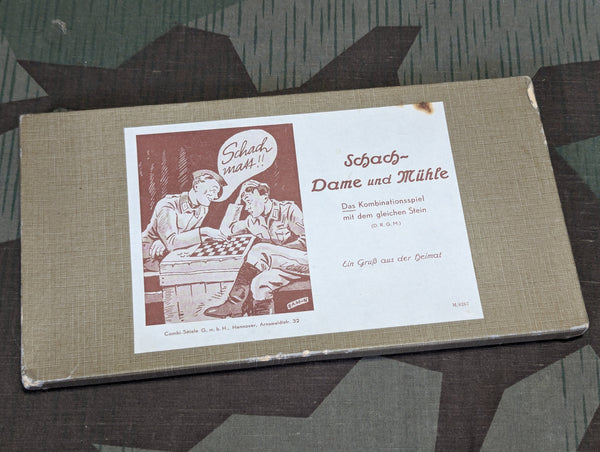 Schach
matt!!
Schach-
Dame und Mühle
Das Kombinationsspiel
mit dem gleichen Stein
(D. R. G. M.)
Ein Gruß aus der Heimat
Combi-Spiele G. m. b. H., Hannover, Arnswaldtstr. 32